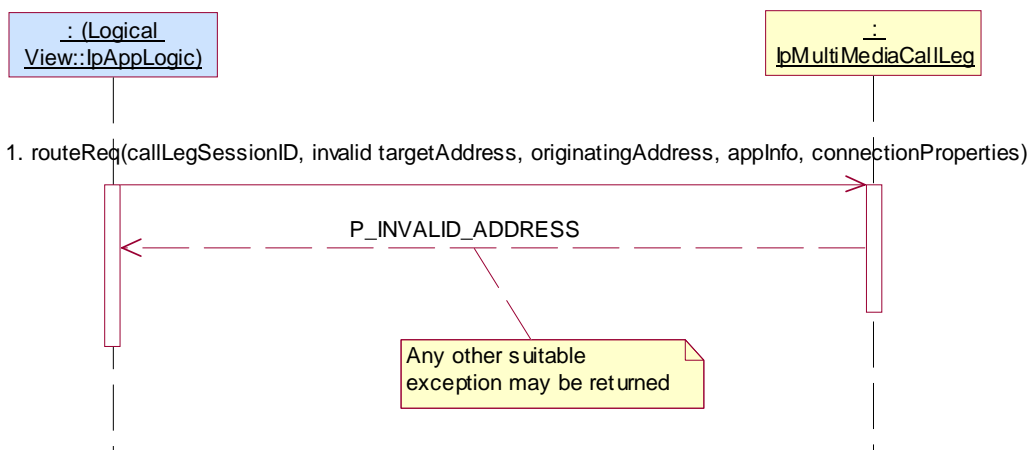 : (Logical
View::IpAppLogic)
:
IpMultiMediaCallLeg
1. routeReq(callLegSessionID, invalid targetAddress, originatingAddress, appInfo, connectionProperties)
P_INVALID_ADDRESS
Any other suitable
exception may be returned